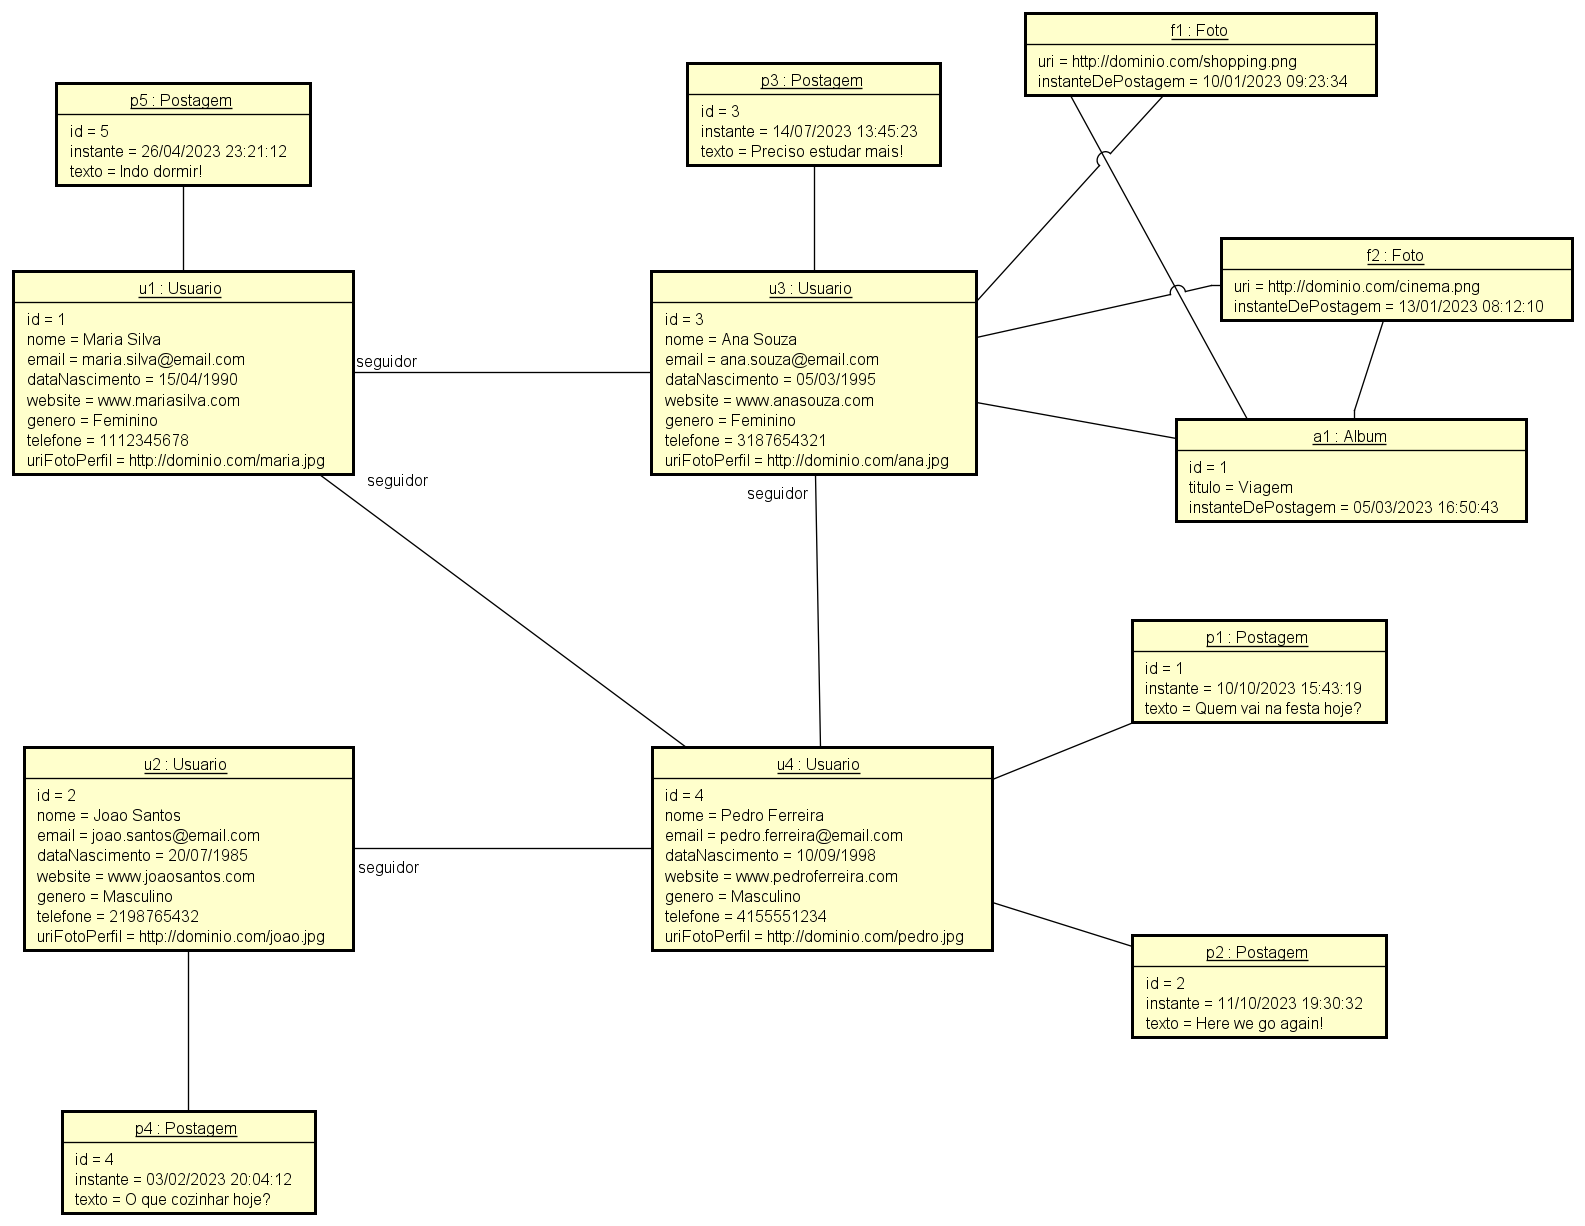 f1 : Foto
uri = http://dominio.com/shopping.png
instanteDePostagem = 10/01/2023 09:23:34
p3 : Postagem
id = 3
instante = 14/07/2023 13:45:23
texto = Preciso estudar mais!
p5 : Postagem
id = 5
instante = 26/04/2023 23:21:12
texto = Indo dormir!
f2 : Foto
uri = http://dominio.com/cinema.png
instanteDePostagem = 13/01/2023 08:12:10
u1 : Usuario
id = 1
nome = Maria Silva
email = maria.silva@email.com
dataNascimento = 15/04/1990
website = www.mariasilva.com
genero = Feminino
telefone = 1112345678
uriFotoPerfil = http://dominio.com/maria.jpg
seguidor
seguidor
u3 : Usuario
id = 3
nome = Ana Souza
email = ana.souza@email.com
dataNascimento = 05/03/1995
website = www.anasouza.com
genero = Feminino
telefone = 3187654321
uriFotoPerfil = http://dominio.com/ana.jpg
seguidor
a1 : Album
id = 1
titulo = Viagem
instanteDePostagem = 05/03/2023 16:50:43
p1 : Postagem
id = 1
instante = 10/10/2023 15:43:19
texto = Quem vai na festa hoje?
u2 : Usuario
id = 2
nome = Joao Santos
email = joao.santos@email.com
dataNascimento = 20/07/1985
website = www.joaosantos.com
genero = Masculino
telefone = 2198765432
uriFotoPerfil = http://dominio.com/joao.jpg
seguidor
u4 : Usuario
id = 4
nome = Pedro Ferreira
email = pedro.ferreira@email.com
dataNascimento = 10/09/1998
website = www.pedroferreira.com
genero = Masculino
telefone = 4155551234
uriFotoPerfil = http://dominio.com/pedro.jpg
p2 : Postagem
id = 2
instante = 11/10/2023 19:30:32
texto = Here we go again!
p4 : Postagem
id = 4
instante = 03/02/2023 20:04:12
texto = O que cozinhar hoje?